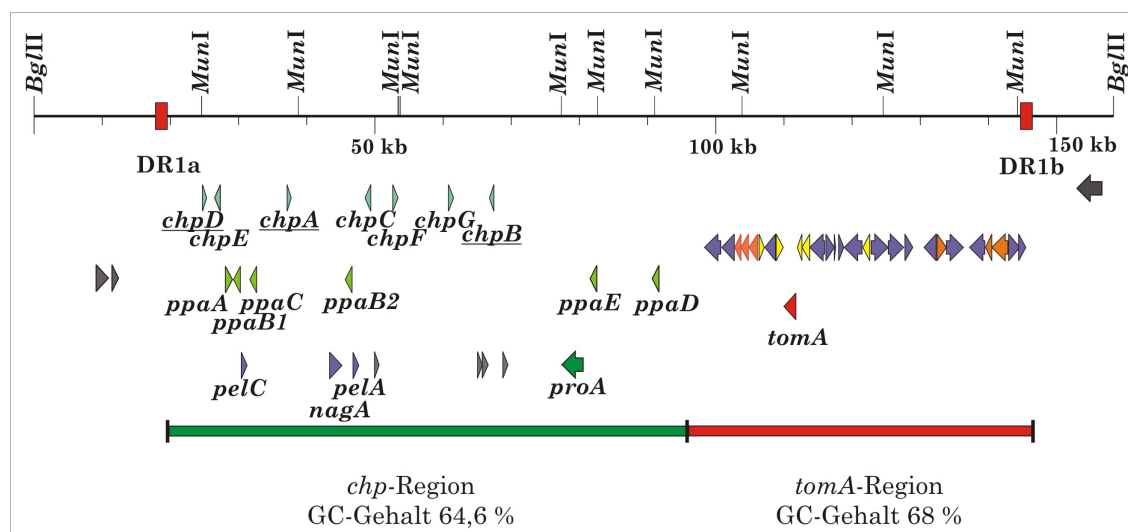 BglII MunI MunI MunI MunI MunI MunI MunI MunI MunI MunI BglII
50 kb 100 kb 150 kb
DR1a DR1b
chpD chpA chpC chpG
chpE chpF chpB
ppaA ppaC ppaB2 ppaE ppaD
ppaB1
tomA
pelC pelA proA
nagA
chp-Region tomA-Region
GC-Gehalt 64,6 % GC-Gehalt 68 %